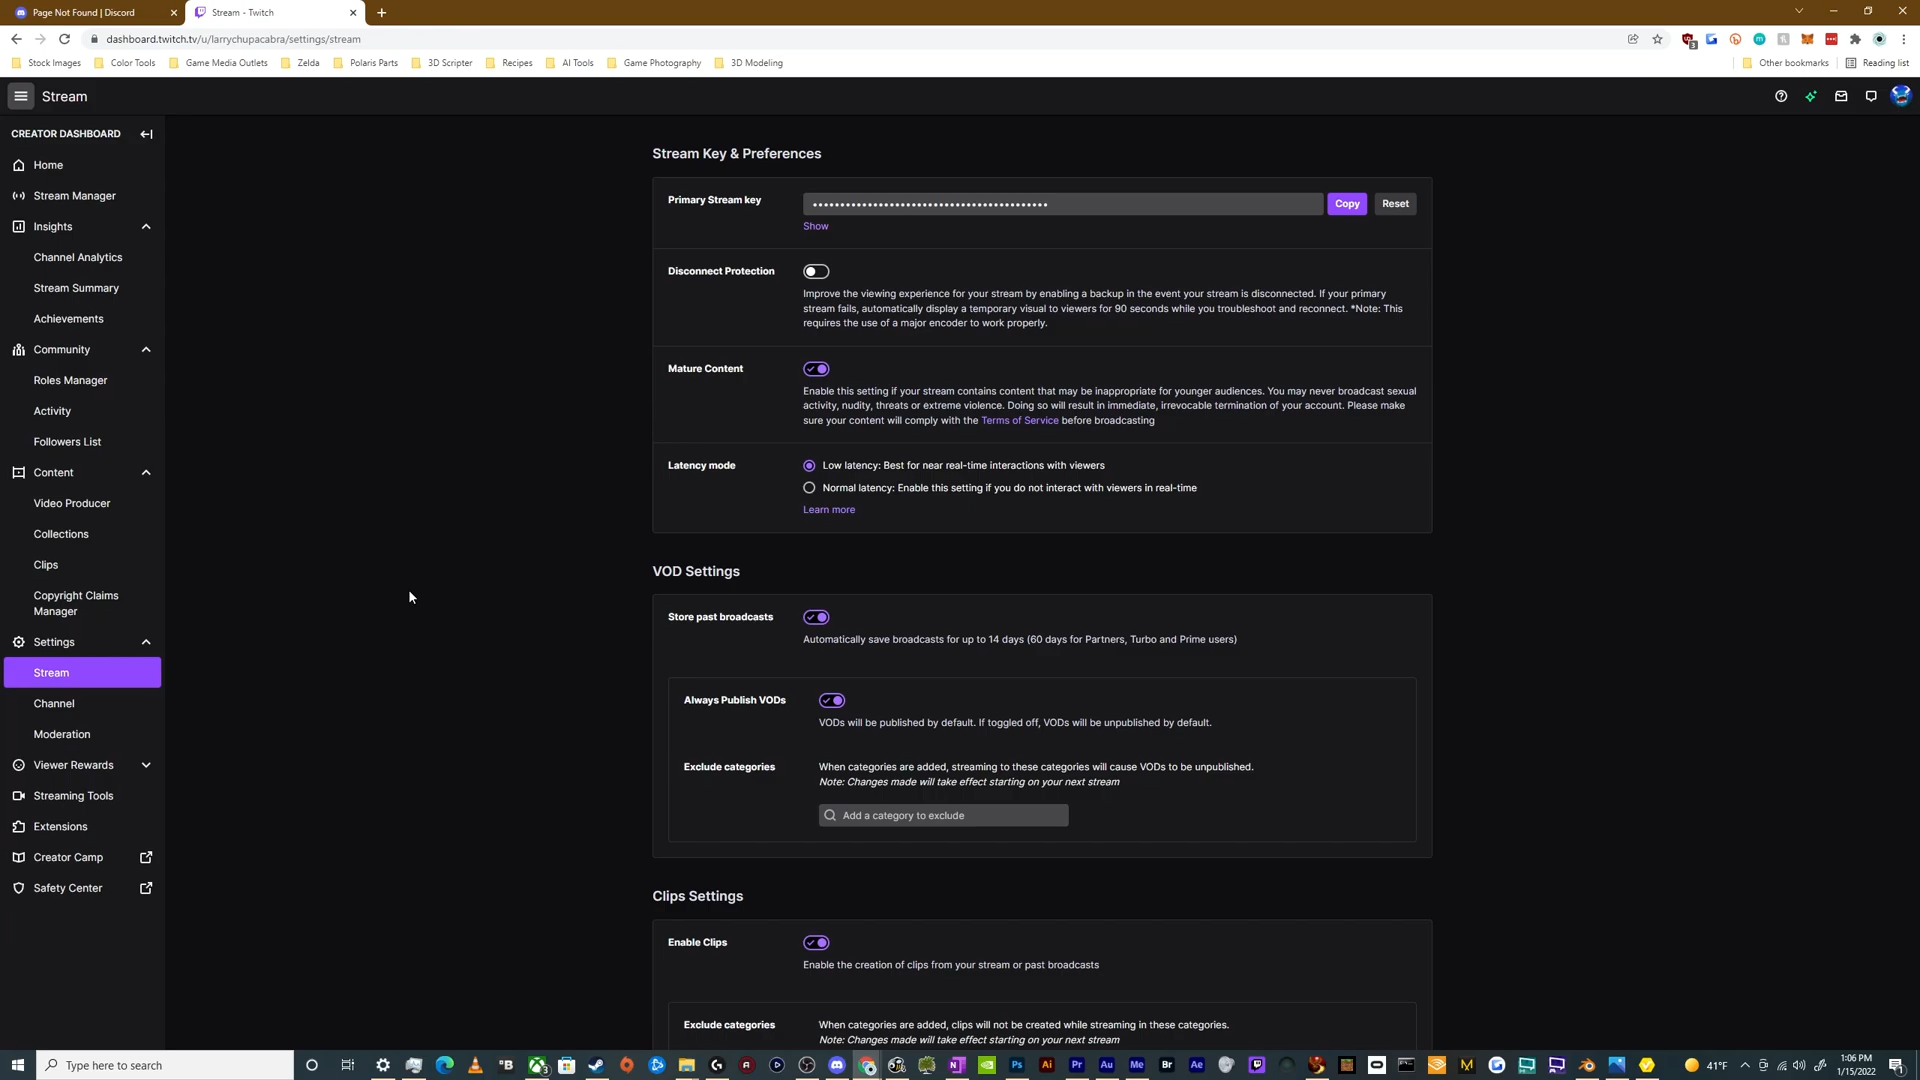 Page Not Found | Discord
Stream - Twitch
dashboard.twitch.tv/u/larrychupacabra/settings/stream
Stock Images
Color Tools
Game Media Outlets
Zelda
Polaris Parts
3D Scripter
Recipes
AI Tools
Game Photography
3D Modeling
Other bookmarks
Reading list
Stream
CREATOR DASHBOARD
Home
Stream Manager
Insights
Channel Analytics
Stream Summary
Achievements
Community
Roles Manager
Activity
Followers List
Content
Video Producer
Collections
Clips
Copyright Claims
Manager
Settings
Stream
Channel
Moderation
Viewer Rewards
Streaming Tools
Extensions
Creator Camp
Safety Center
Stream Key & Preferences
Primary Stream key
Copy
Reset
Show
Disconnect Protection
Improve the viewing experience for your stream by enabling a backup in the event your stream is disconnected. If your primary
stream fails, automatically display a temporary visual to viewers for 90 seconds while you troubleshoot and reconnect. *Note: This
requires the use of a major encoder to work properly.
Mature Content
Enable this setting if your stream contains content that may be inappropriate for younger audiences. You may never broadcast sexual
activity, nudity, threats or extreme violence. Doing so will result in immediate, irrevocable termination of your account. Please make
sure your content will comply with the Terms of Service before broadcasting
Latency mode
Low latency: Best for near real-time interactions with viewers
Normal latency: Enable this setting if you do not interact with viewers in real-time
Learn more
VOD Settings
Store past broadcasts
Automatically save broadcasts for up to 14 days (60 days for Partners, Turbo and Prime users)
Always Publish VODs
VODs will be published by default. If toggled off, VODs will be unpublished by default.
Exclude categories
When categories are added, streaming to these categories will cause VODs to be unpublished.
Note: Changes made will take effect starting on your next stream
Add a category to exclude
Clips Settings
Enable Clips
Enable the creation of clips from your stream or past broadcasts
Exclude categories
When categories are added, clips will not be created while streaming in these categories.
Note: Changes made will take effect starting on your next stream
Type here to search
41°F
1:06 PM
1/15/2022